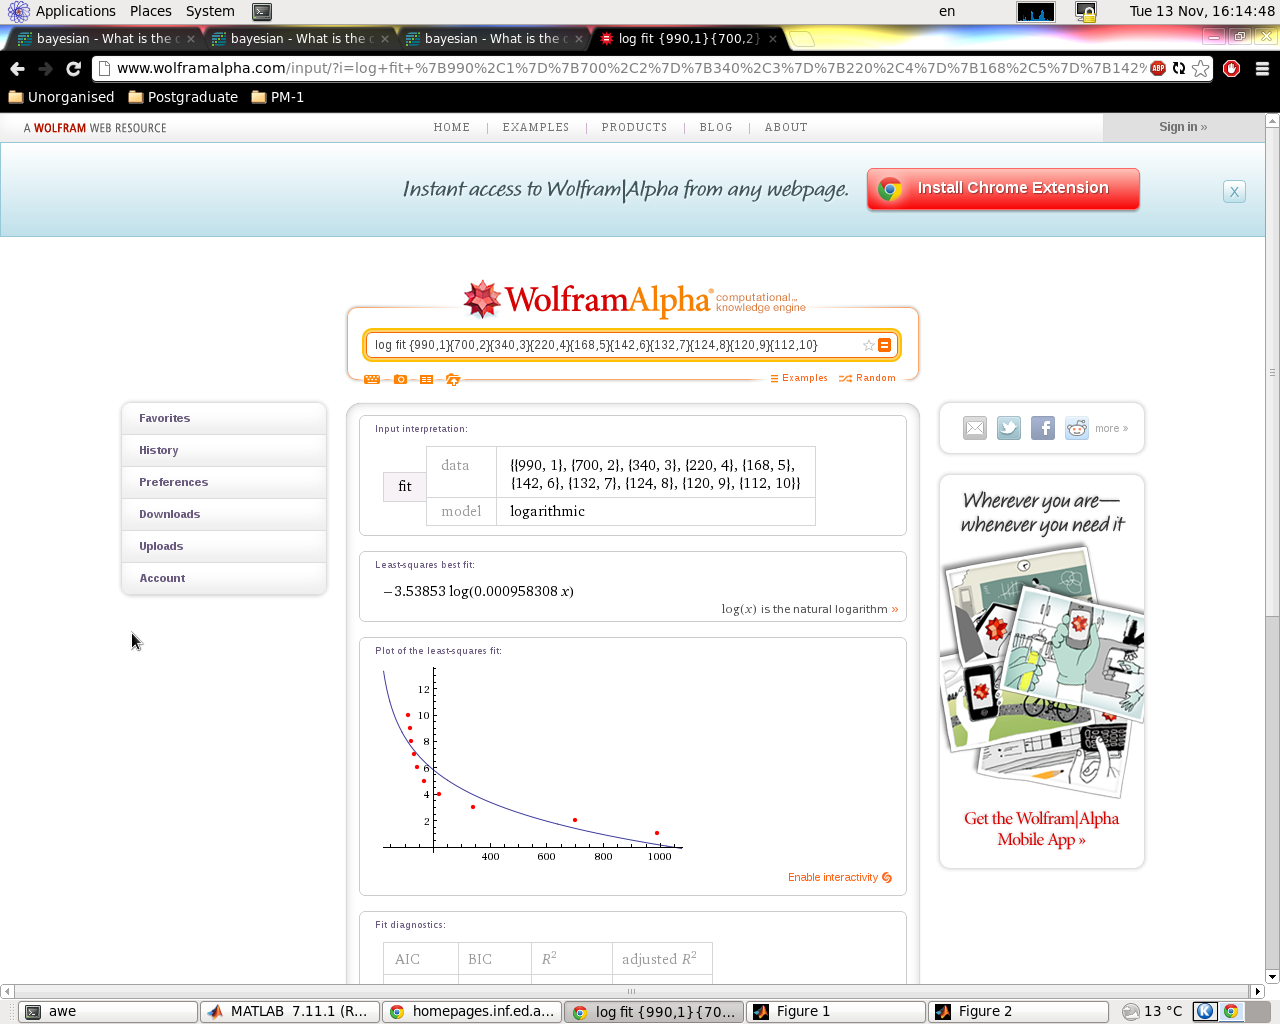 Applications Places System en Tue 13 Nov, 16:14:48
bayesian - What is the c bayesian - What is the c bayesian - What is the c log fit {990,1}{700,2}
www.wolframalpha.com/input/?i=log+fit+%7B990%2C1%7D%7B700%2C2%7D%7B340%2C3%7D%7B220%2C4%7D%7B168%2C5%7D%7B142% ABP
Unorganised Postgraduate PM-1
A WOLFRAM WEB RESOURCE HOME | EXAMPLES | PRODUCTS | BLOG | ABOUT Sign in »
Instant access to Wolfram|Alpha from any webpage. Install Chrome Extension X
WolframAlpha computational...
knowledge engine
log fit {990,1}{700,2}{340,3}{220,4}{168,5}{142,6}{132,7}{124,8}{120,9}{112,10}
Examples Random
Favorites
History
Preferences
Downloads
Uploads
Account
Input interpretation:
fit
data {{990, 1}, {700, 2}, {340, 3}, {220, 4}, {168, 5},
{142, 6}, {132, 7}, {124, 8}, {120, 9}, {112, 10}}
model logarithmic
Least-squares best fit:
−3.53853 log(0.000958308 x)
log(x) is the natural logarithm »
Plot of the least-squares fit:
12
10
8
6
4
2
400 600 800 1000
Enable interactivity
Fit diagnostics:
AIC BIC R² adjusted R²
more »
Wherever you are—
whenever you need it
Get the Wolfram|Alpha
Mobile App »
awe MATLAB 7.11.1 (R... homepages.inf.ed.a... log fit {990,1}{70... Figure 1 Figure 2 13 °C K